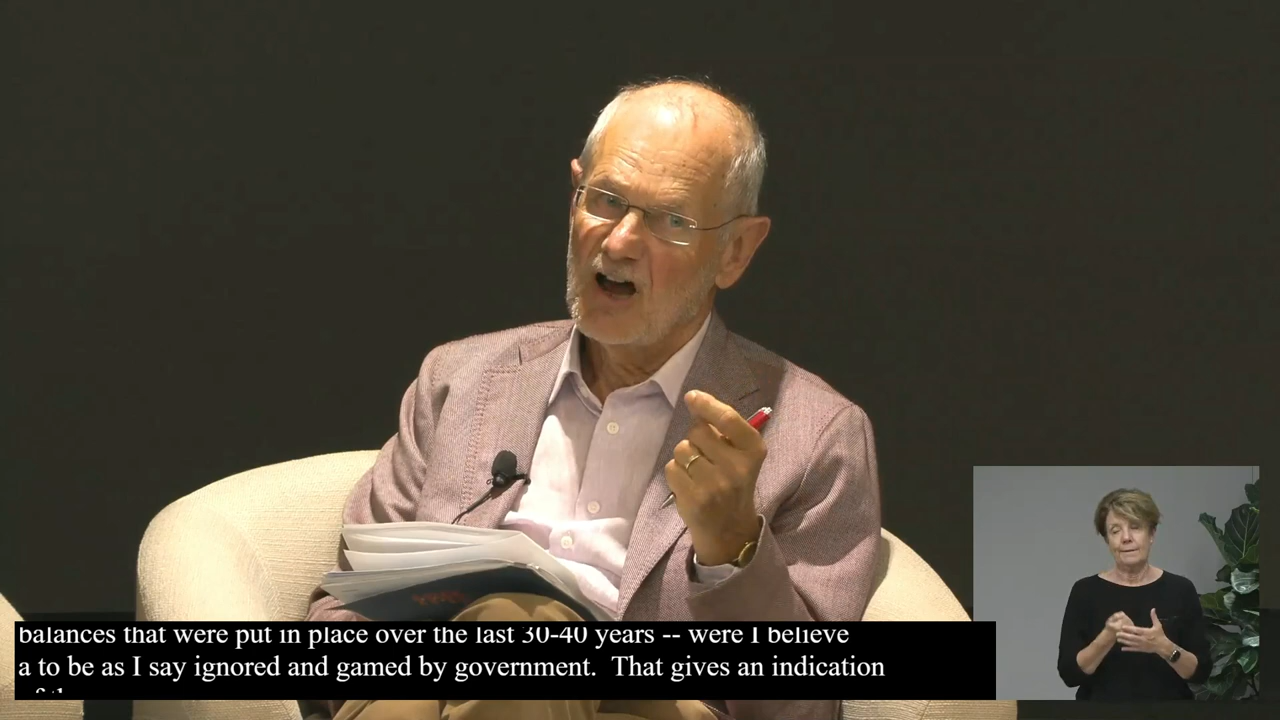 balances that were put in place over the last 30-40 years -- were I believe
a to be as I say ignored and gamed by government.  That gives an indication